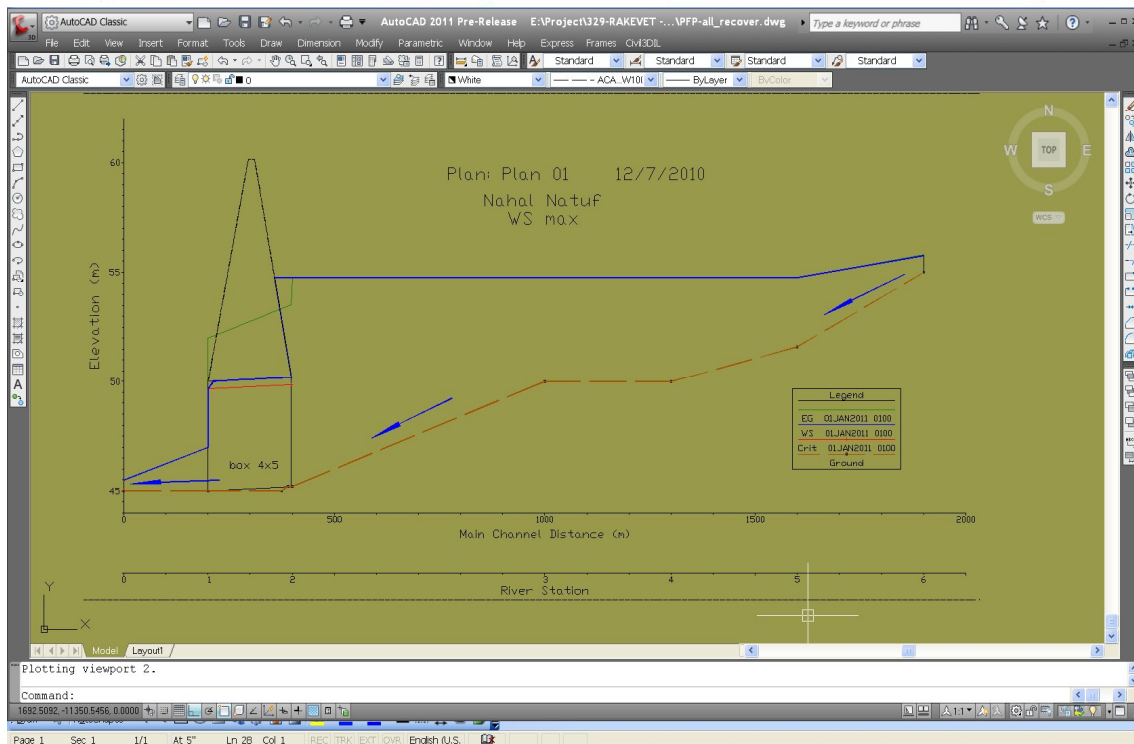 AutoCAD Classic
AutoCAD 2011 Pre-Release E:\Project\329-RAKEVET -...\PFP-all_recover.dwg
Type a keyword or phrase
File Edit View Insert Format Tools Draw Dimension Modify Parametric Window Help Express Frames Civil3DIL
Standard Standard Standard Standard
AutoCAD Classic 0 White ACA...W10( ByLayer ByColor
Plan: Plan 01 12/7/2010
Nahal Natuf
WS max
Elevation (m)
60
55
50
45
box 4x5
Legend
EG 01JAN2011 0100
WS 01JAN2011 0100
Crit 01JAN2011 0100
Ground
0 500 1000 1500 2000
Main Channel Distance (m)
0 1 2 3 4 5 6
River Station
N
W TOP E
S
WCS
Y
X
Model Layout1
Plotting viewport 2.
Command:
1692.5092, -11350.5456, 0.0000
1:1
Page 1 Sec 1 1/1 At 5" Ln 28 Col 1 REC TRK EXT OVR English (U.S.